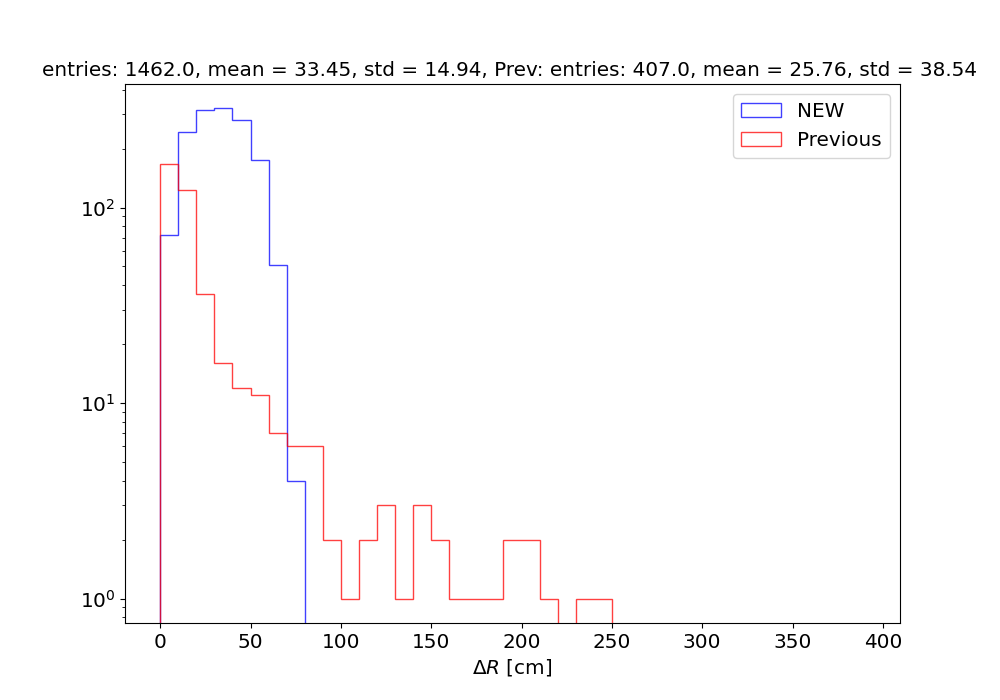 entries: 1462.0, mean = 33.45, std = 14.94, Prev: entries: 407.0, mean = 25.76, std = 38.54
NEW
Previous
10²
10¹
10⁰
0 50 100 150 200 250 300 350 400
ΔR [cm]